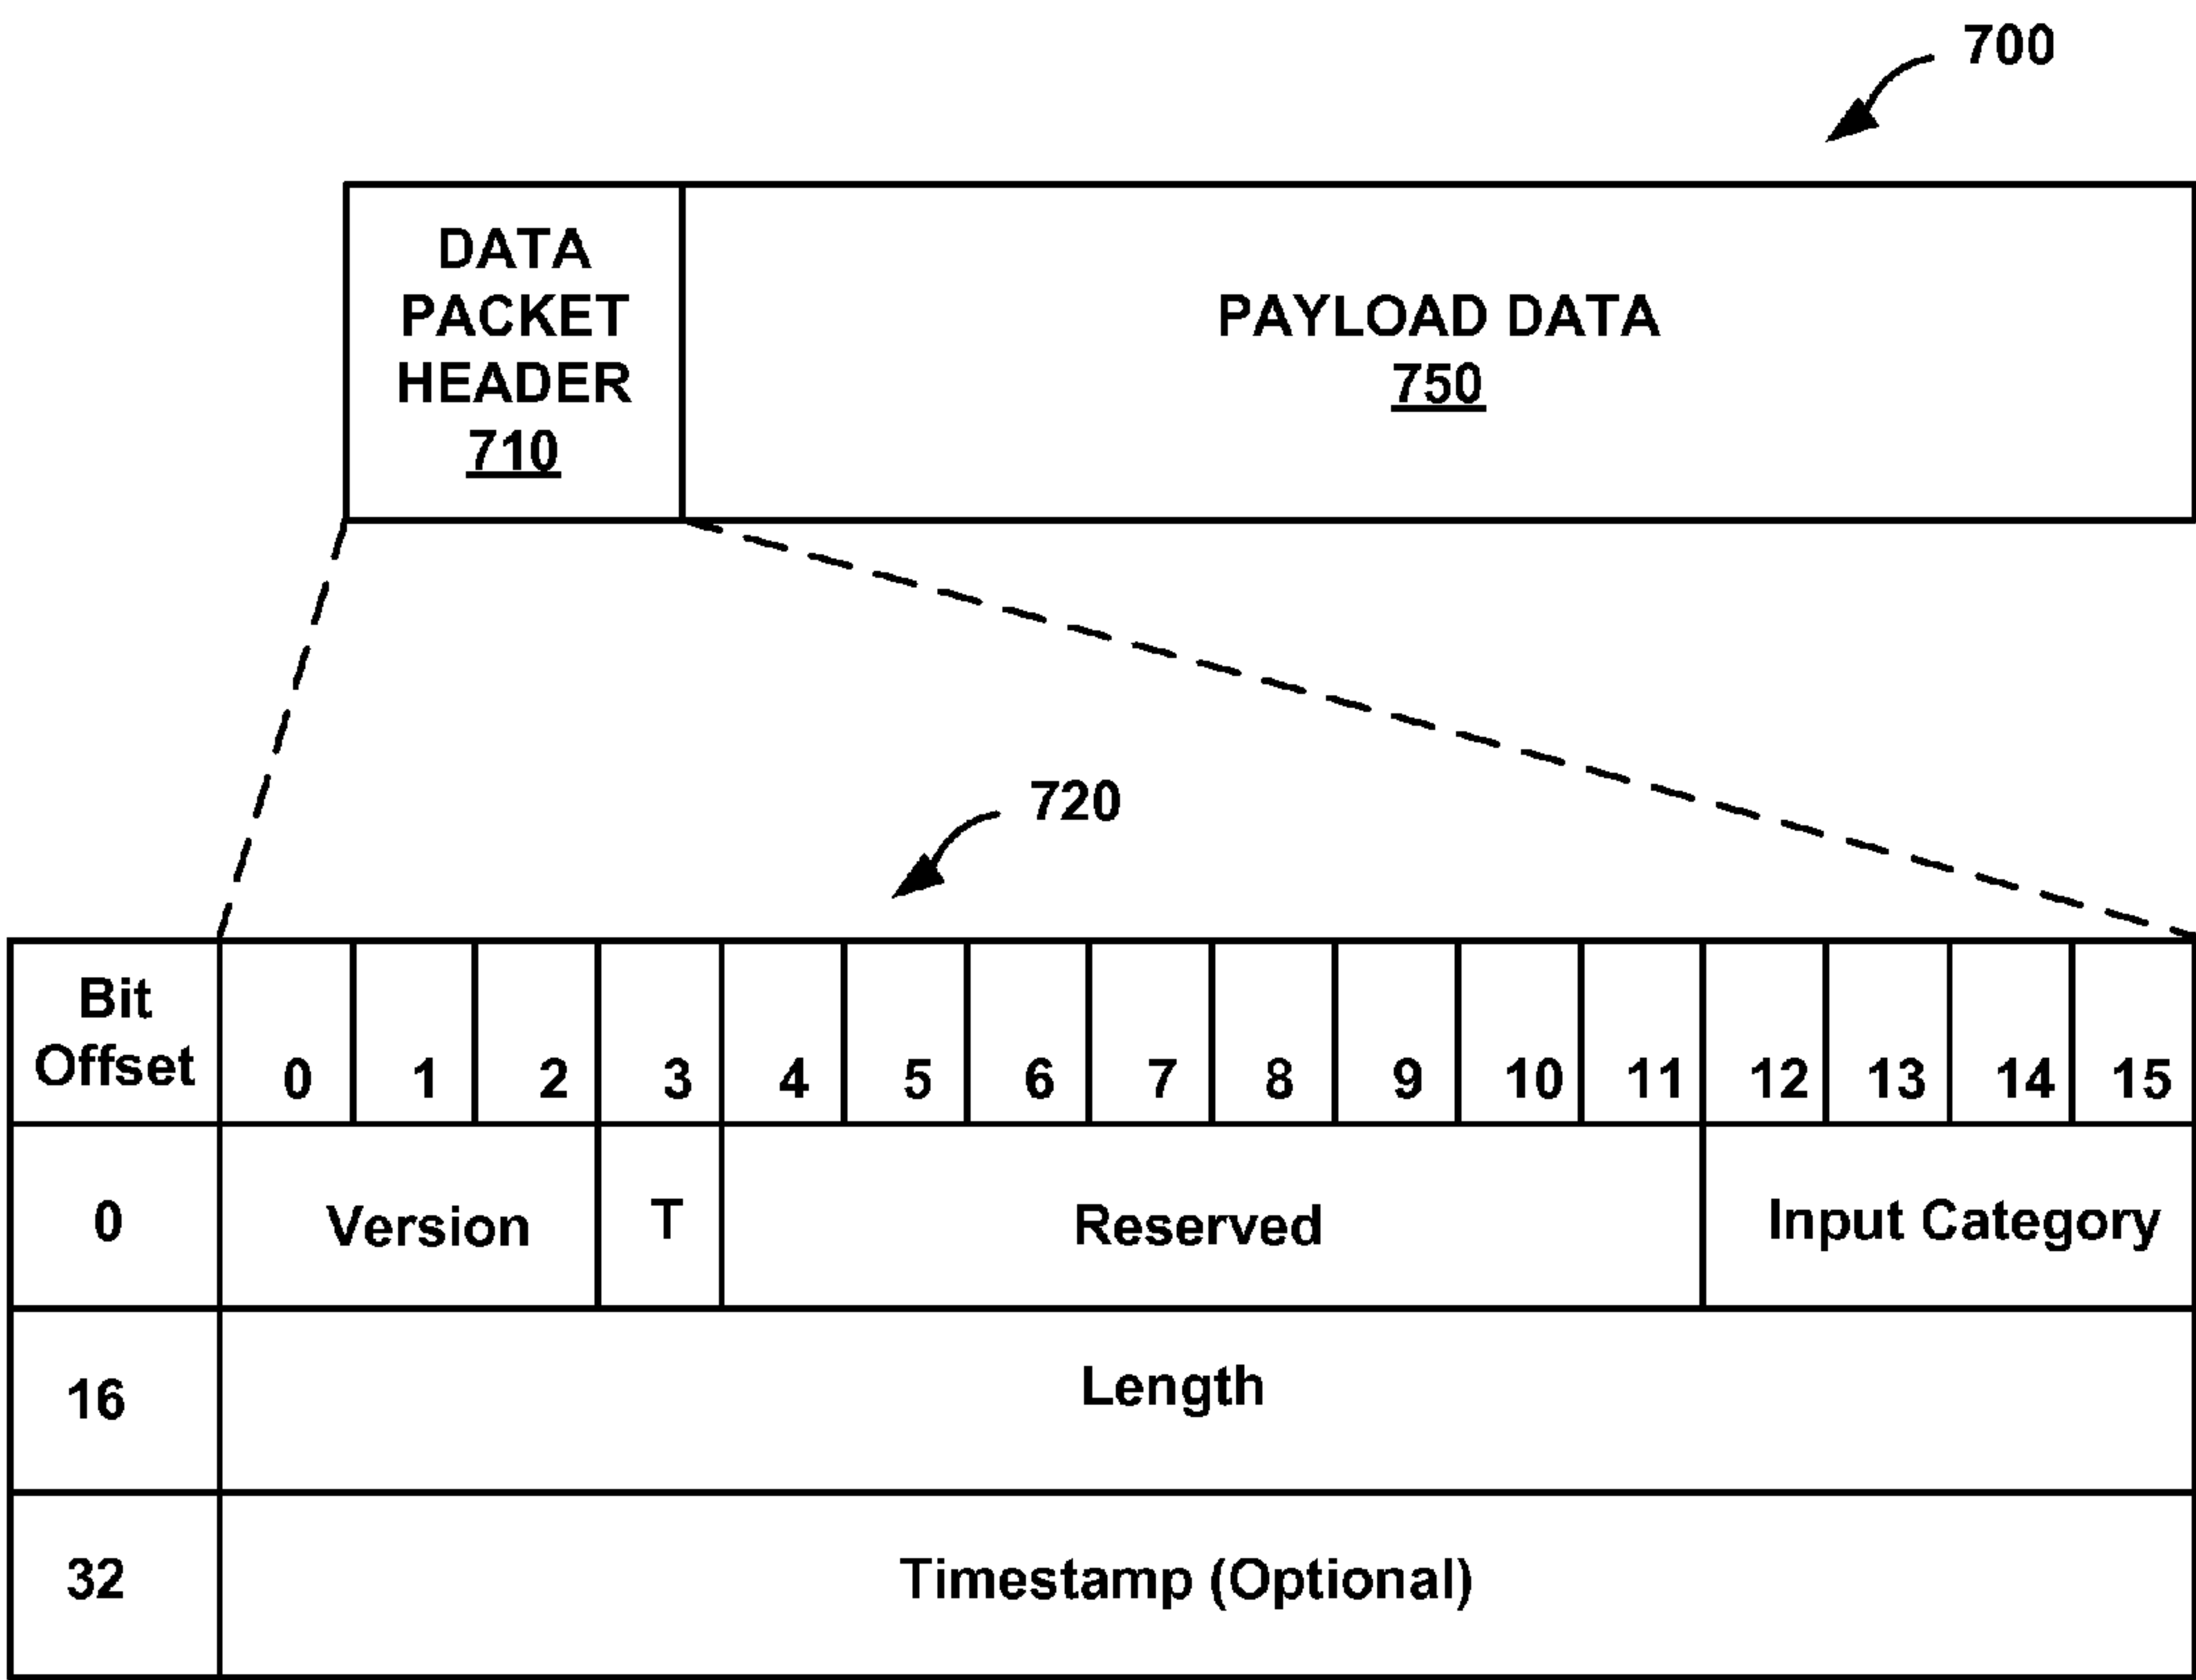 700
DATA
PACKET
HEADER
710
PAYLOAD DATA
750
720
Bit
Offset
0 1 2 3 4 5 6 7 8 9 10 11 12 13 14 15
0 Version T Reserved Input Category
16 Length
32 Timestamp (Optional)